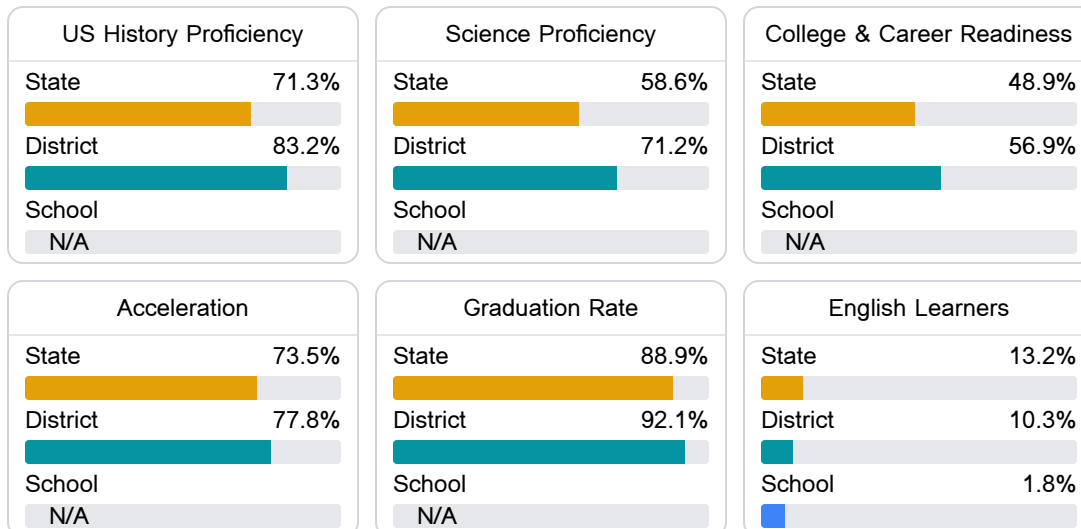 US History Proficiency
State 71.3%
District 83.2%
School
N/A
Science Proficiency
State 58.6%
District 71.2%
School
N/A
College & Career Readiness
State 48.9%
District 56.9%
School
N/A
Acceleration
State 73.5%
District 77.8%
School
N/A
Graduation Rate
State 88.9%
District 92.1%
School
N/A
English Learners
State 13.2%
District 10.3%
School 1.8%